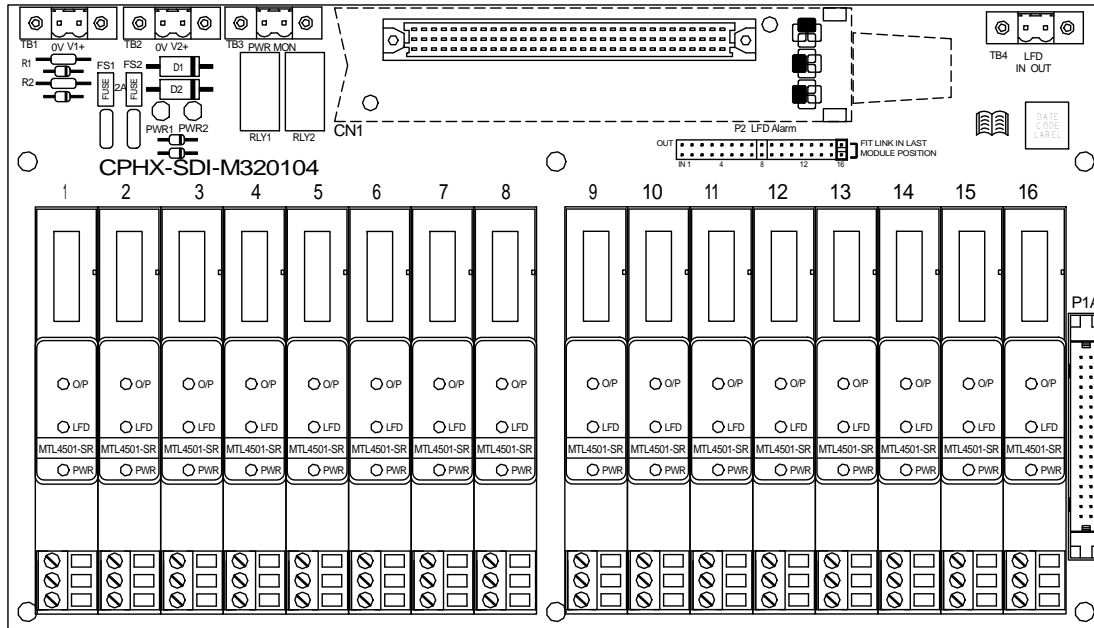 TB1 0V V1+
TB2 0V V2+
TB3 PWR MON
TB4 LFD
IN OUT
R1
R2
FS1
FS2
FUSE
2A
FUSE
D1
D2
PWR1 PWR2
RLY1
RLY2
CN1
DATE
CODE
LABEL
P2 LFD Alarm
OUT
FIT LINK IN LAST
MODULE POSITION
IN 1 4 8 12 16
CPHX-SDI-M320104
1 2 3 4 5 6 7 8 9 10 11 12 13 14 15 16
P1A
O/P O/P O/P O/P O/P O/P O/P O/P O/P O/P O/P O/P O/P O/P O/P O/P
LFD LFD LFD LFD LFD LFD LFD LFD LFD LFD LFD LFD LFD LFD LFD LFD
MTL4501-SR MTL4501-SR MTL4501-SR MTL4501-SR MTL4501-SR MTL4501-SR MTL4501-SR MTL4501-SR MTL4501-SR MTL4501-SR MTL4501-SR MTL4501-SR MTL4501-SR MTL4501-SR MTL4501-SR MTL4501-SR
PWR PWR PWR PWR PWR PWR PWR PWR PWR PWR PWR PWR PWR PWR PWR PWR